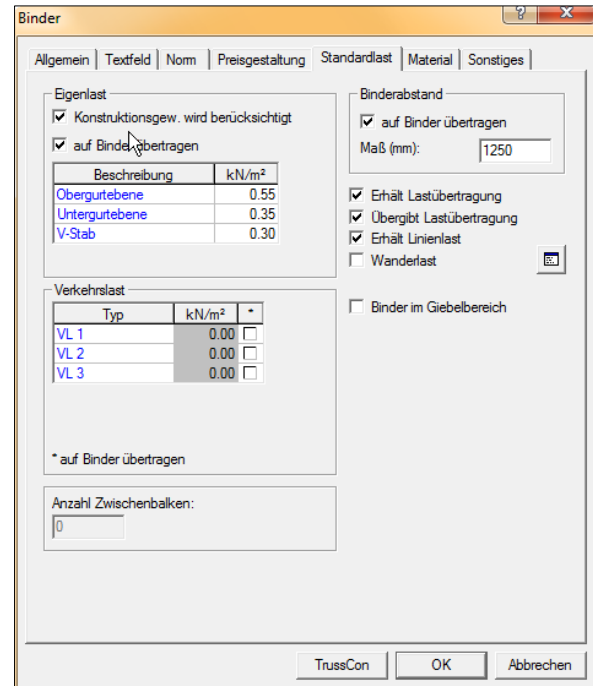 Binder
?
X
Allgemein Textfeld Norm Preisgestaltung Standardlast Material Sonstiges
Eigenlast
Konstruktionsgew. wird berücksichtigt
auf Binder übertragen
Beschreibung kN/m²
Obergurtebene 0.55
Untergurtebene 0.35
V-Stab 0.30
Verkehrslast
Typ kN/m² *
VL 1 0.00
VL 2 0.00
VL 3 0.00
* auf Binder übertragen
Anzahl Zwischenbalken:
0
Binderabstand
auf Binder übertragen
Maß (mm): 1250
Erhält Lastübertragung
Übergibt Lastübertragung
Erhält Linienlast
Wanderlast
Binder im Giebelbereich
TrussCon OK Abbrechen